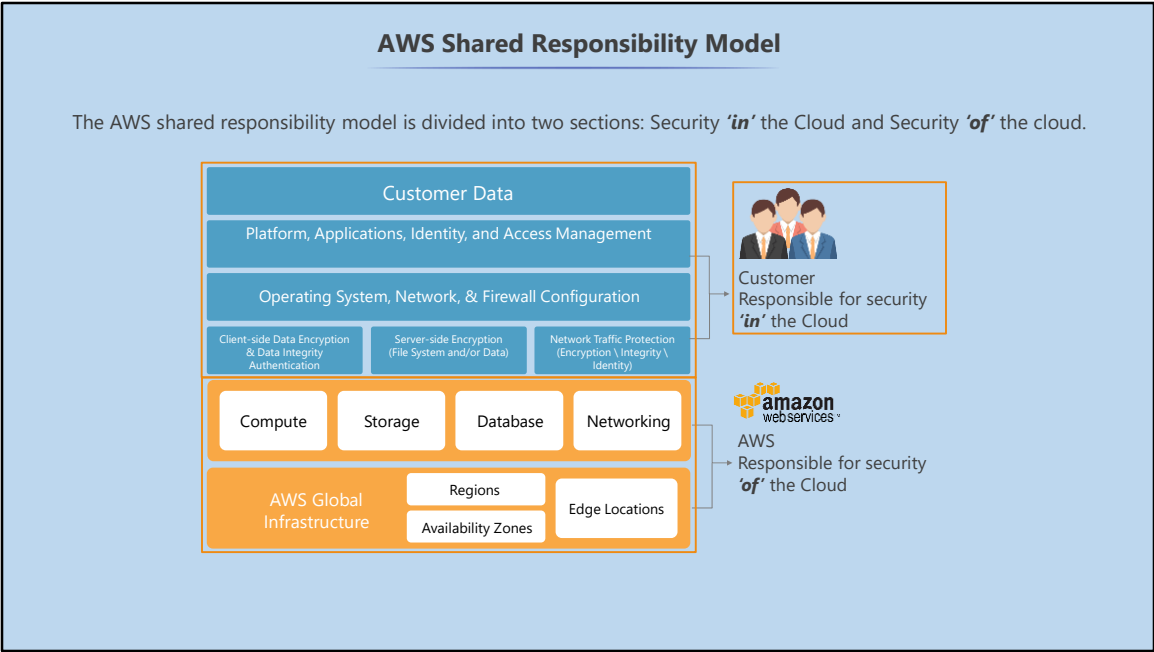 AWS Shared Responsibility Model
The AWS shared responsibility model is divided into two sections: Security ‘in’ the Cloud and Security ‘of’ the cloud.
Customer Data
Platform, Applications, Identity, and Access Management
Operating System, Network, & Firewall Configuration
Client-side Data Encryption
& Data Integrity
Authentication
Server-side Encryption
(File System and/or Data)
Network Traffic Protection
(Encryption \ Integrity \
Identity)
Customer
Responsible for security
‘in’ the Cloud
Compute
Storage
Database
Networking
AWS Global
Infrastructure
Regions
Availability Zones
Edge Locations
amazon
webservices™
AWS
Responsible for security
‘of’ the Cloud